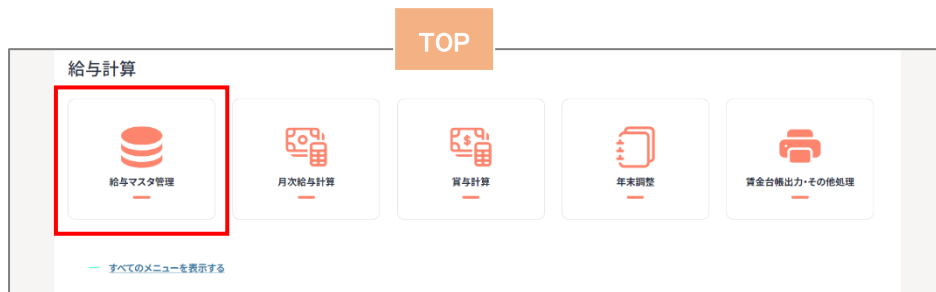 TOP
給与計算
給与マスタ管理
月次給与計算
賞与計算
年末調整
賃金台帳出力・その他処理
すべてのメニューを表示する